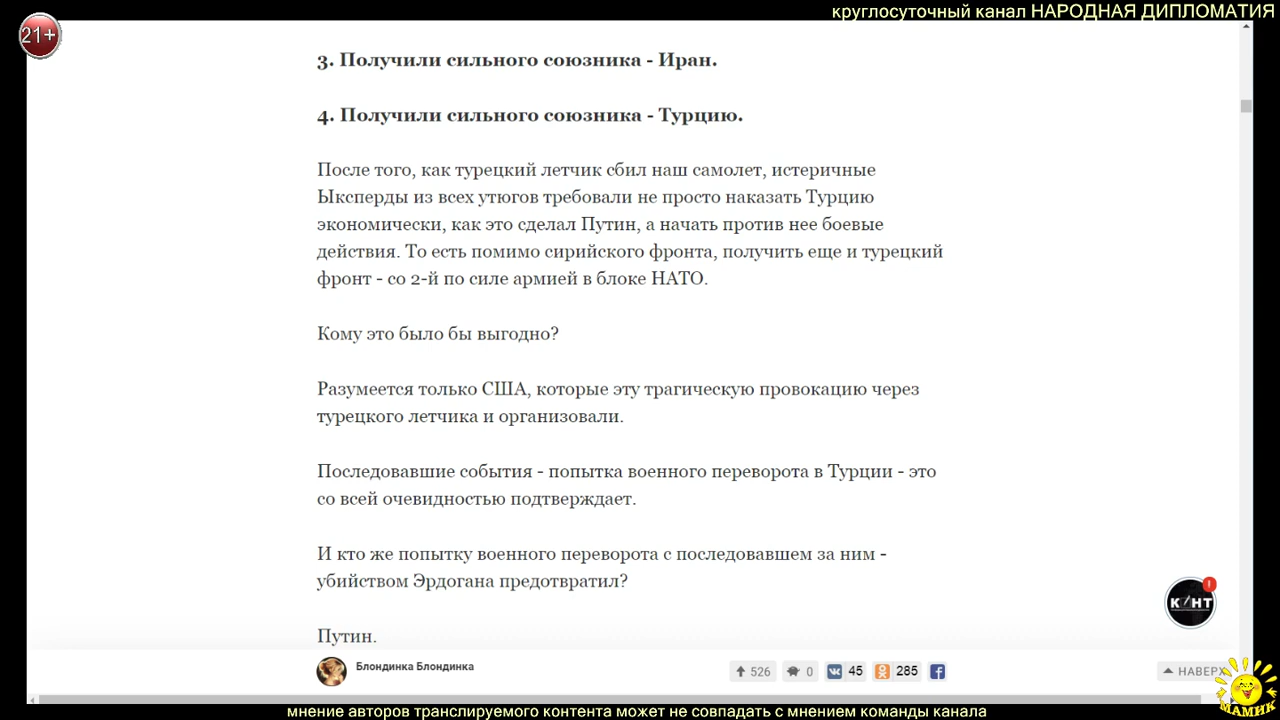 круглосуточный канал НАРОДНАЯ ДИПЛОМАТИЯ
21+
3. Получили сильного союзника - Иран.
4. Получили сильного союзника - Турцию.
После того, как турецкий летчик сбил наш самолет, истеричные
Ыксперды из всех утюгов требовали не просто наказать Турцию
экономически, как это сделал Путин, а начать против нее боевые
действия. То есть помимо сирийского фронта, получить еще и турецкий
фронт - со 2-й по силе армией в блоке НАТО.
Кому это было бы выгодно?
Разумеется только США, которые эту трагическую провокацию через
турецкого летчика и организовали.
Последовавшие события - попытка военного переворота в Турции - это
со всей очевидностью подтверждает.
И кто же попытку военного переворота с последовавшем за ним -
убийством Эрдогана предотвратил?
Путин.
КОНТ
!
Блондинка Блондинка
526
0
45
285
НАВЕРХ
МАМИК
мнение авторов транслируемого контента может не совпадать с мнением команды канала